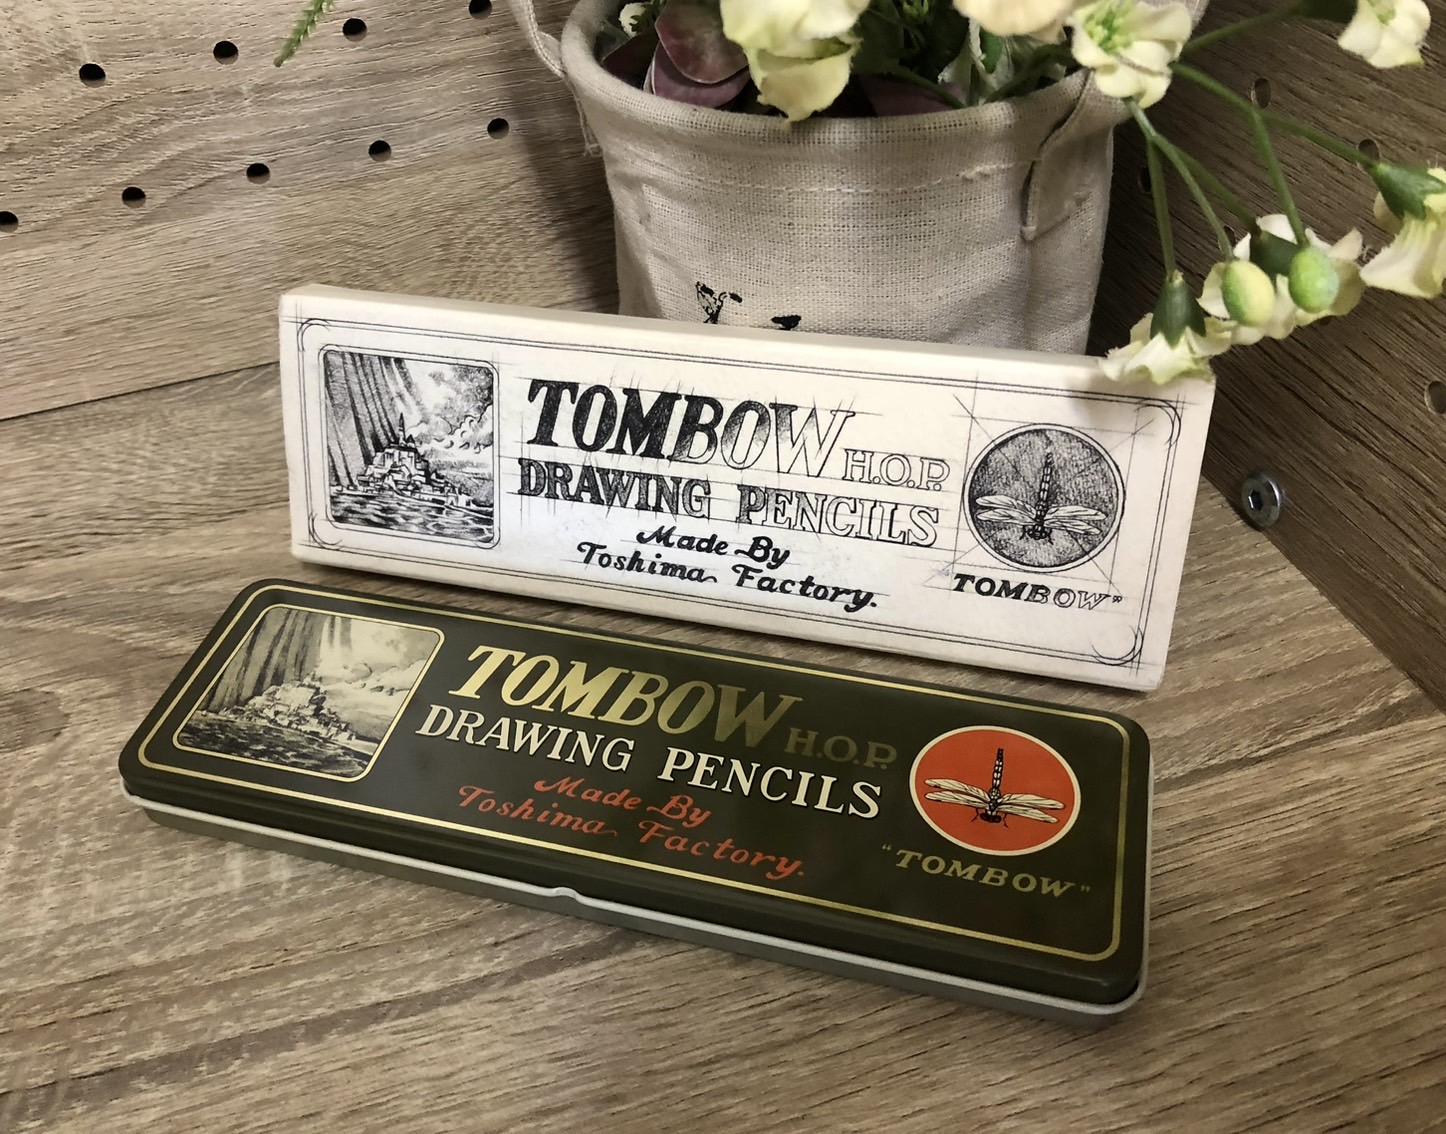 TOMBOW H.O.P.
DRAWING PENCILS
Made By
Toshima Factory.
TOMBOW"
TOMBOW H.O.P.
DRAWING PENCILS
Made By
Toshima Factory.
"TOMBOW"